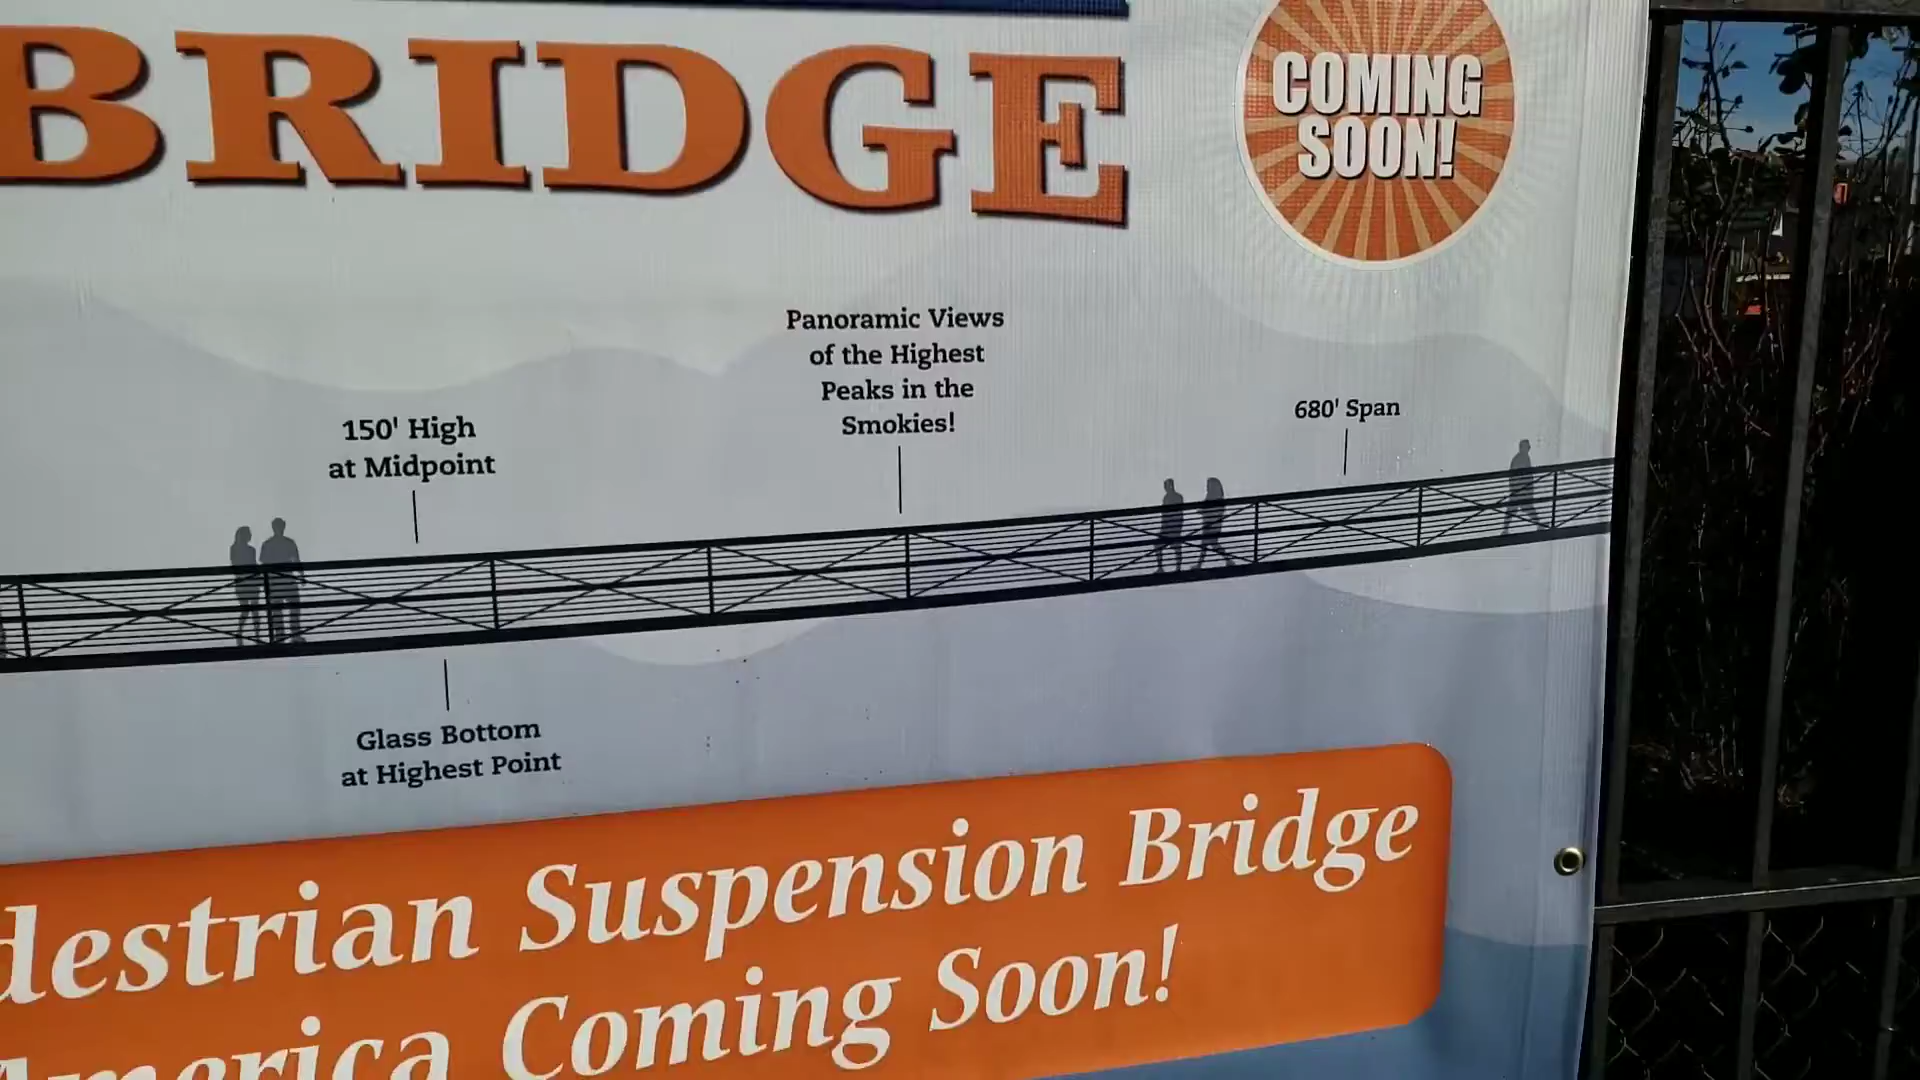 BRIDGE
COMING
SOON!
Panoramic Views
of the Highest
Peaks in the
Smokies!
680' Span
150' High
at Midpoint
Glass Bottom
at Highest Point
destrian Suspension Bridge
America Coming Soon!